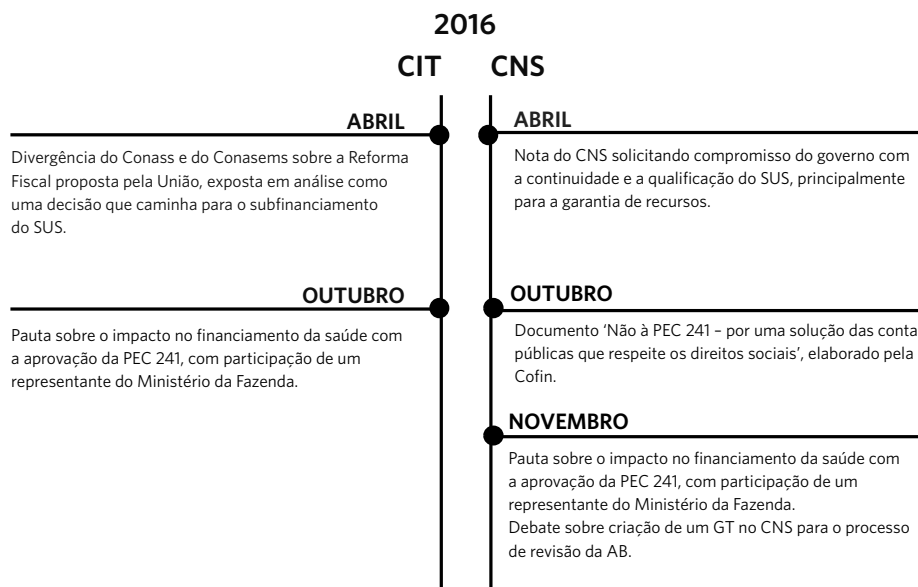 2016
CIT
CNS
ABRIL
Divergência do Conass e do Conasems sobre a Reforma
Fiscal proposta pela União, exposta em análise como
uma decisão que caminha para o subfinanciamento
do SUS.
ABRIL
Nota do CNS solicitando compromisso do governo com
a continuidade e a qualificação do SUS, principalmente
para a garantia de recursos.
OUTUBRO
Pauta sobre o impacto no financiamento da saúde com
a aprovação da PEC 241, com participação de um
representante do Ministério da Fazenda.
OUTUBRO
Documento ‘Não à PEC 241 – por uma solução das conta
públicas que respeite os direitos sociais’, elaborado pela
Cofin.
NOVEMBRO
Pauta sobre o impacto no financiamento da saúde com
a aprovação da PEC 241, com participação de um
representante do Ministério da Fazenda.
Debate sobre criação de um GT no CNS para o processo
de revisão da AB.